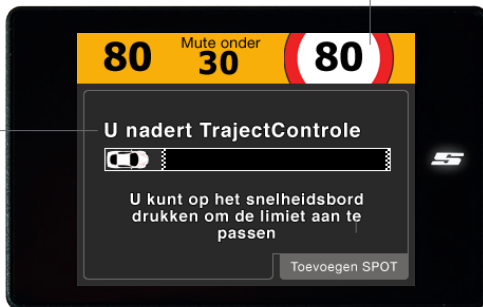 80 Mute onder 80
30
U nadert TrajectControle
U kunt op het snelheidsbord
drukken om de limiet aan te
passen
Toevoegen SPOT